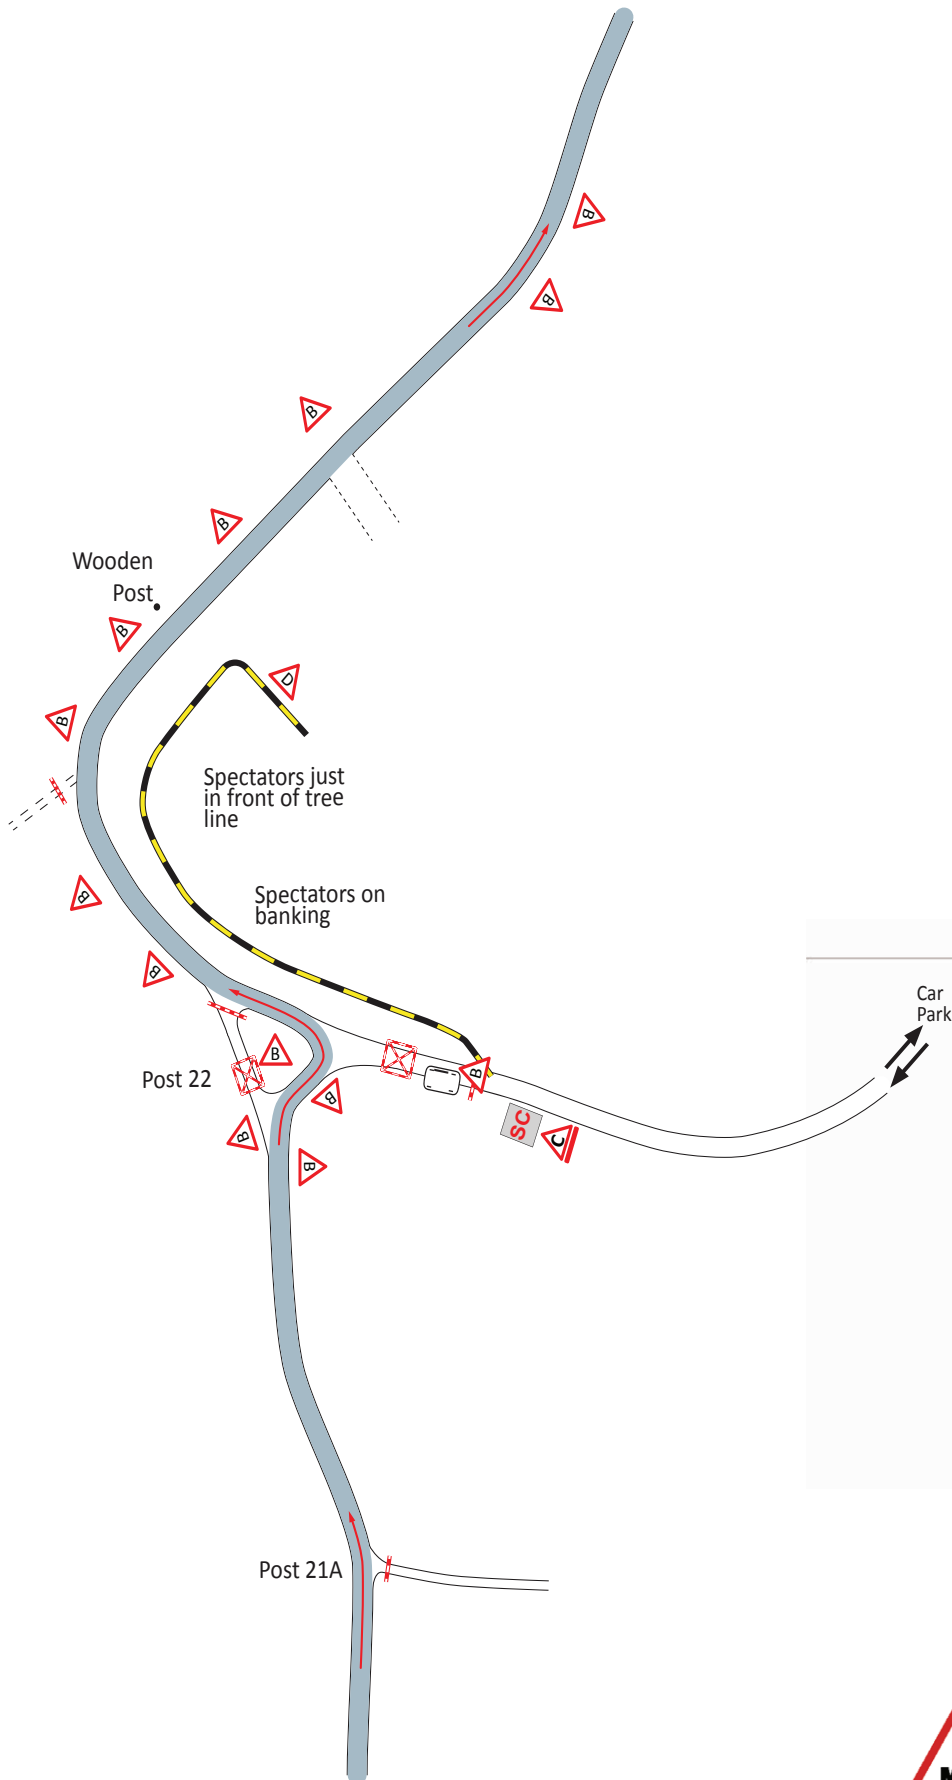 B
B
B
B
Wooden
Post
B
D
B
Spectators just
in front of tree
line
B
Spectators on
banking
B
Car
Park
B
Post 22
B
B
SC
B
C
B
Post 21A